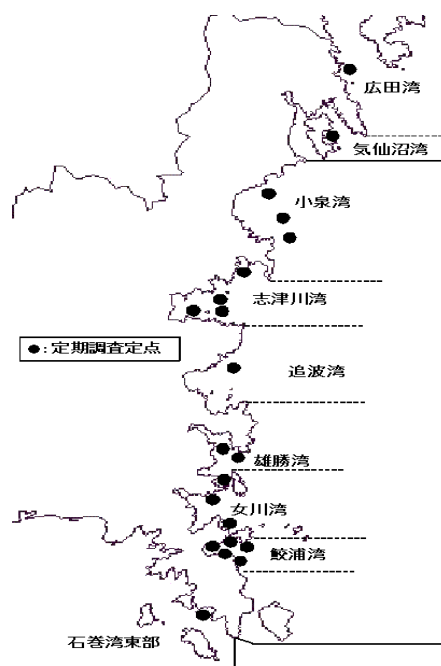 広田湾
気仙沼湾
小泉湾
志津川湾
●:定期調査定点
追波湾
雄勝湾
女川湾
鮫浦湾
石巻湾東部